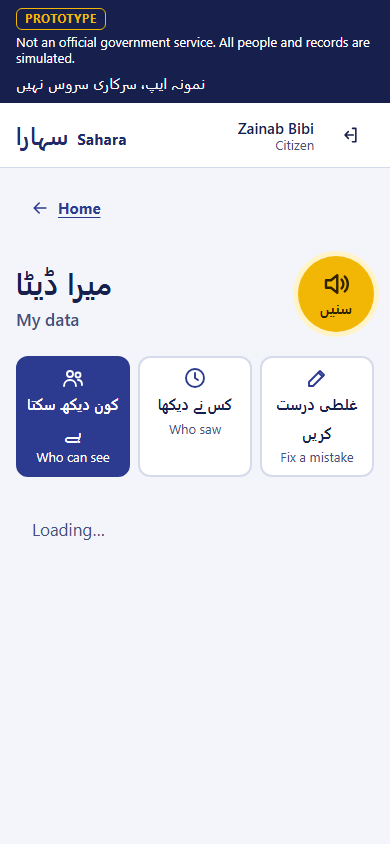 PROTOTYPE
Not an official government service. All people and records are
simulated.
نمونہ ایپ، سرکاری سروس نہیں
سہارا Sahara
Zainab Bibi
Citizen
Home
میرا ڈیٹا
My data
سنیں
کون دیکھ سکتا
ہے
Who can see
کس نے دیکھا
Who saw
غلطی درست
کریں
Fix a mistake
Loading...